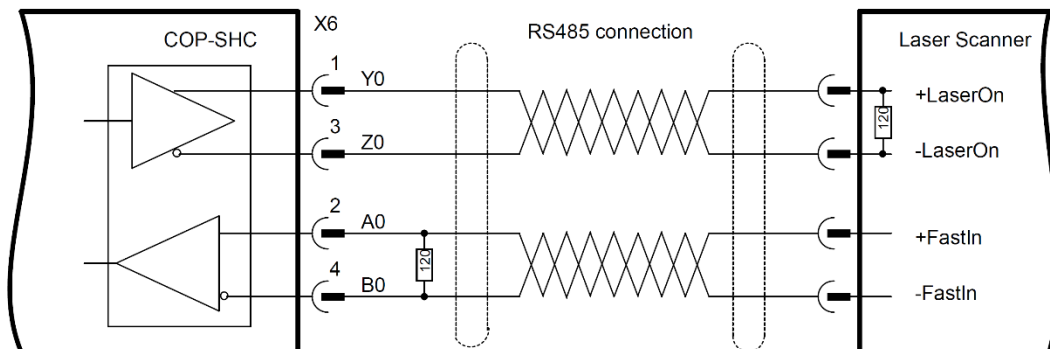 COP-SHC
X6
RS485 connection
Laser Scanner
1
Y0
+LaserOn
120
3
Z0
-LaserOn
2
A0
+FastIn
120
4
B0
-FastIn